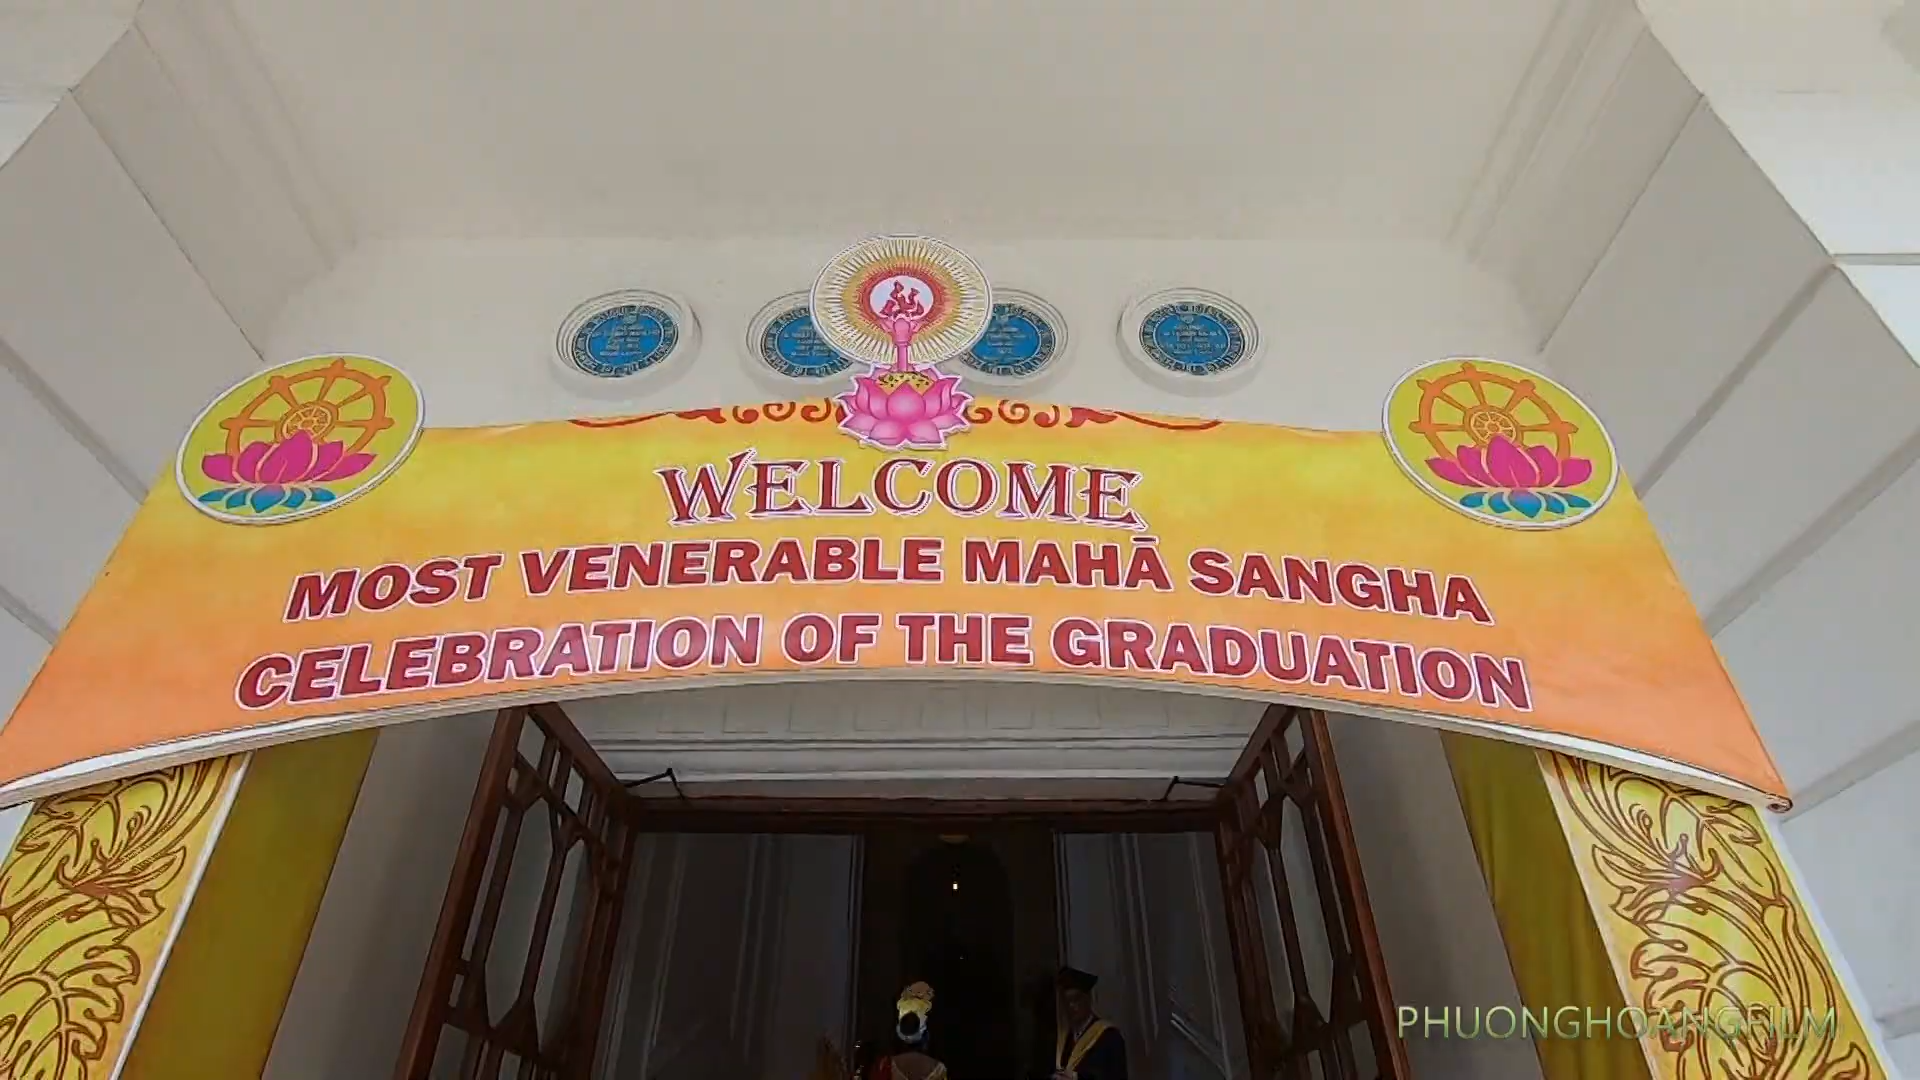 WELCOME
MOST VENERABLE MAHĀ SANGHA
CELEBRATION OF THE GRADUATION
PHUONGHOANGFILM